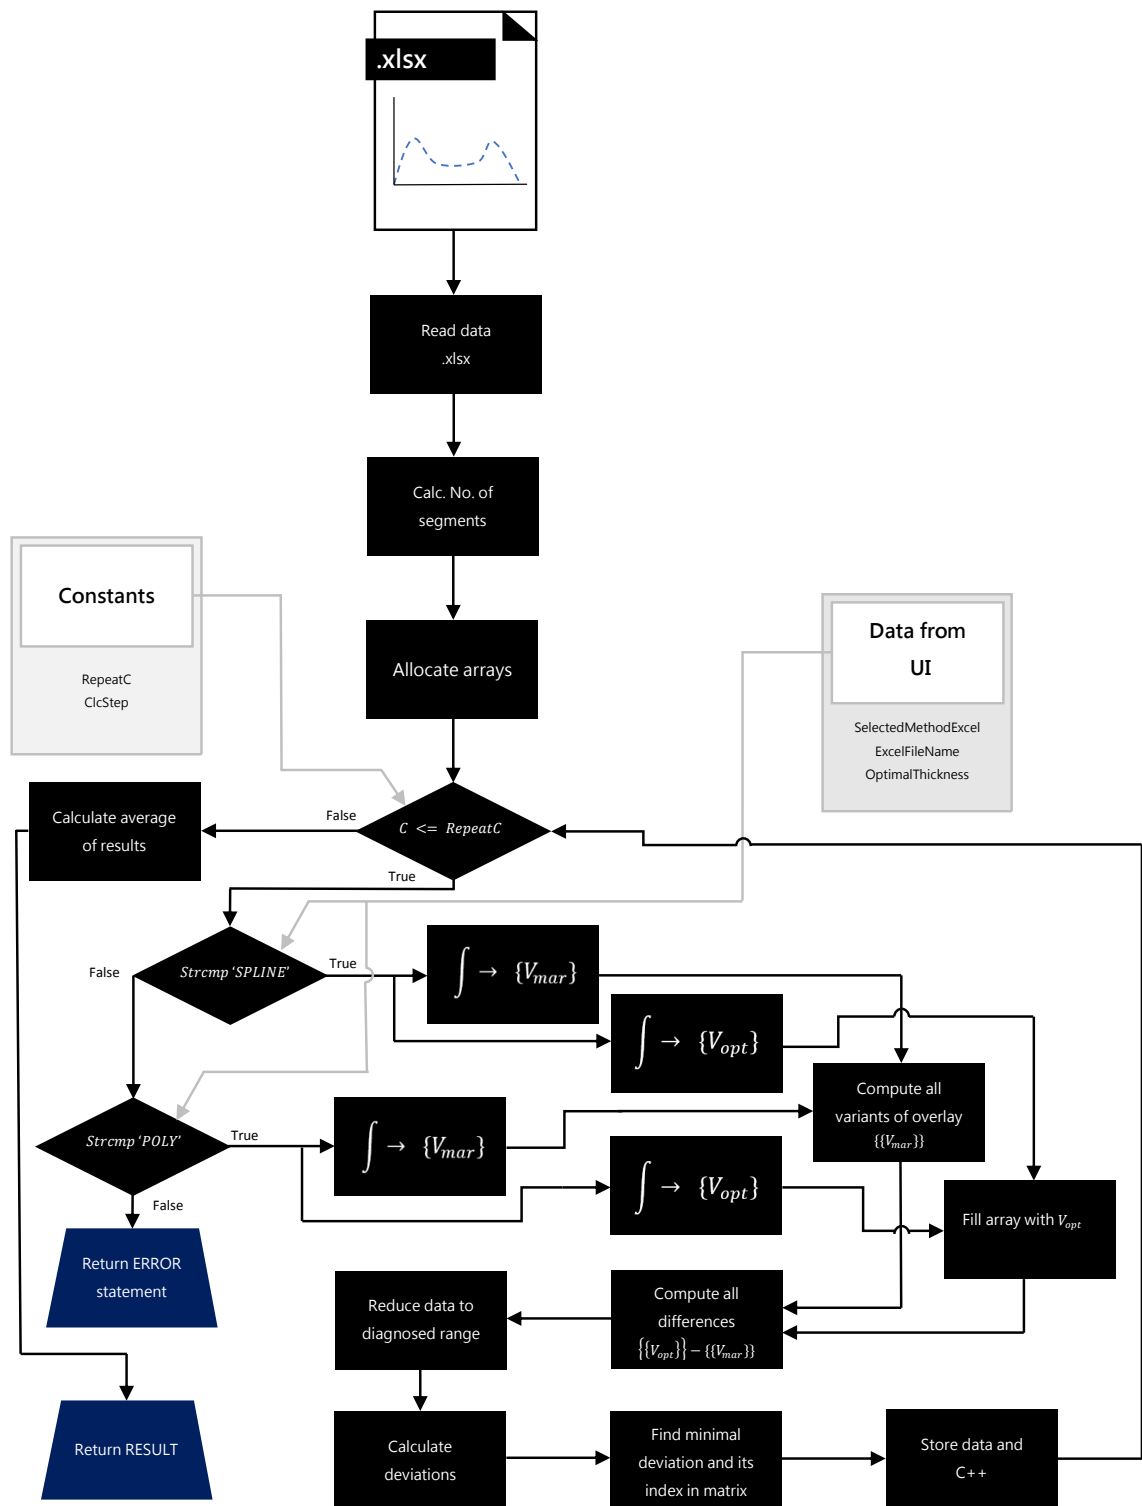 .xlsx
Read data
.xlsx
Calc. No. of
segments
Constants
RepeatC
ClcStep
Allocate arrays
Data from
UI
SelectedMethodExcel
ExcelFileName
OptimalThickness
Calculate average
of results
False
C <= RepeatC
True
False
Strcmp 'SPLINE'
True
∫ → {V_mar}
∫ → {V_opt}
Compute all
variants of overlay
{{V_mar}}
Strcmp 'POLY'
True
∫ → {V_mar}
∫ → {V_opt}
Fill array with V_opt
False
Return ERROR
statement
Reduce data to
diagnosed range
Compute all
differences
{{V_opt}} − {{V_mar}}
Return RESULT
Calculate
deviations
Find minimal
deviation and its
index in matrix
Store data and
C++